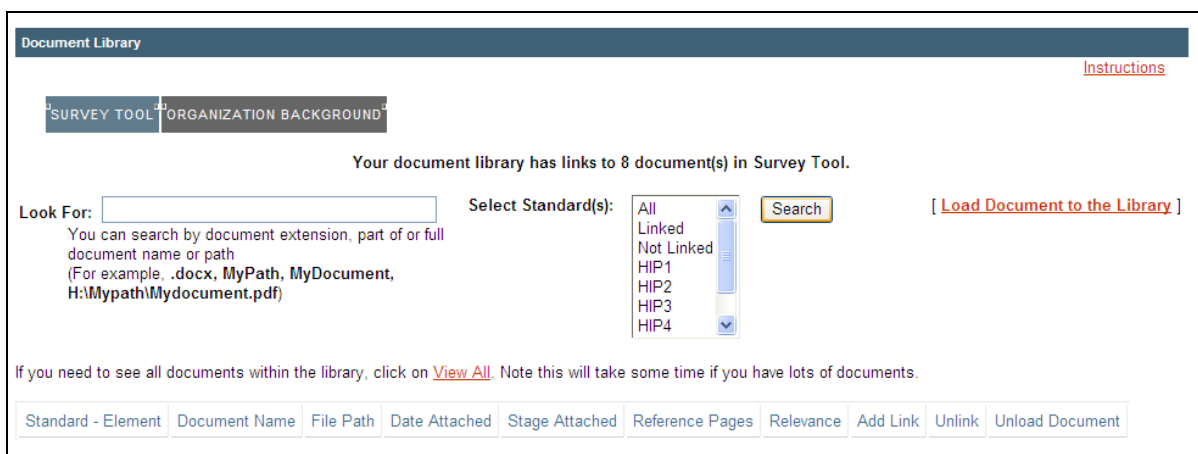 Document Library
Instructions
SURVEY TOOL ORGANIZATION BACKGROUND
Your document library has links to 8 document(s) in Survey Tool.
Look For:
You can search by document extension, part of or full
document name or path
(For example, .docx, MyPath, MyDocument,
H:\Mypath\Mydocument.pdf)
Select Standard(s):
All
Linked
Not Linked
HIP1
HIP2
HIP3
HIP4
Search
[ Load Document to the Library ]
If you need to see all documents within the library, click on View All. Note this will take some time if you have lots of documents.
Standard - Element Document Name File Path Date Attached Stage Attached Reference Pages Relevance Add Link Unlink Unload Document